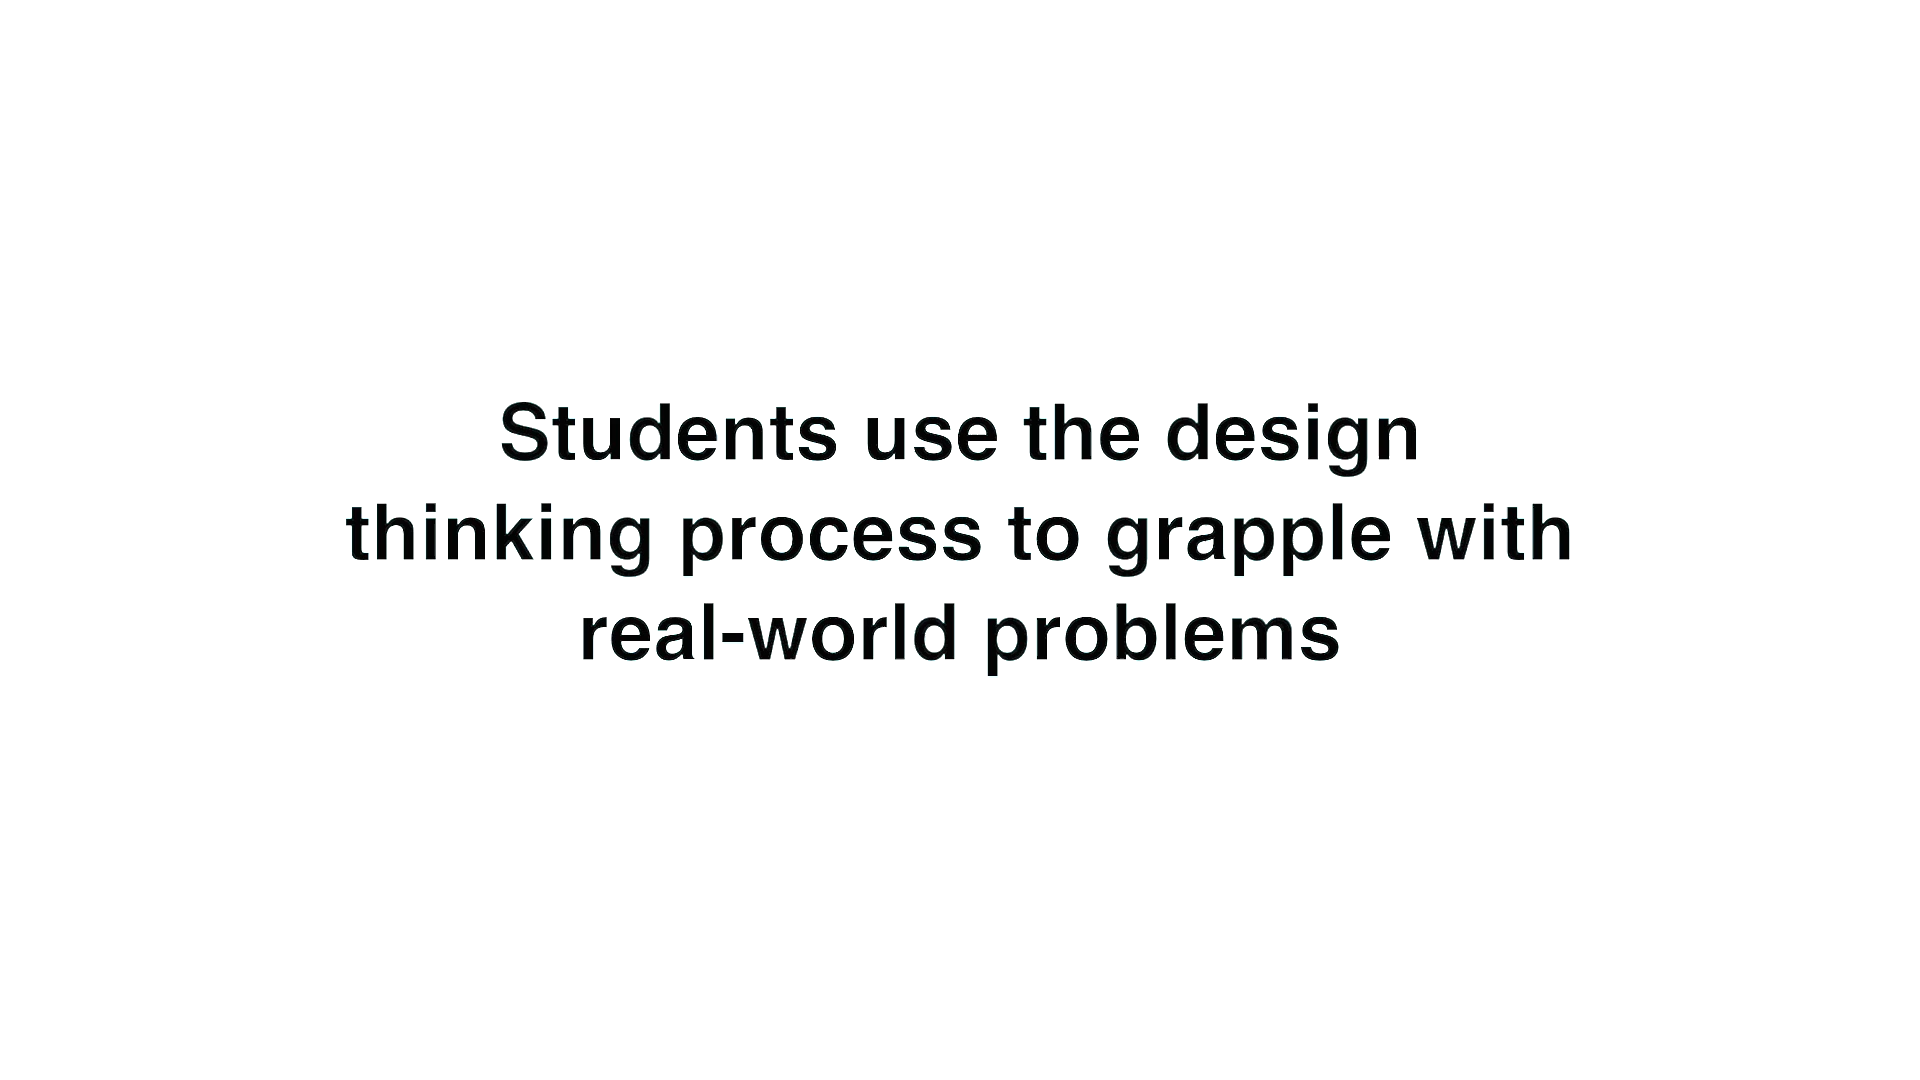 Students use the design
thinking process to grapple with
real-world problems